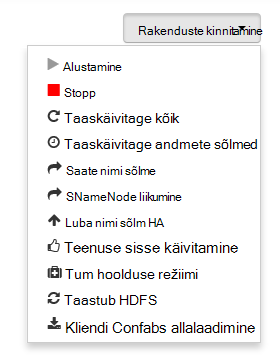 Rakenduste kinnitamine
Alustamine
Stopp
Taaskäivitage kõik
Taaskäivitage andmete sõlmed
Saate nimi sõlme
SNameNode liikumine
Luba nimi sõlm HA
Teenuse sisse käivitamine
Tum hoolduse režiimi
Taastub HDFS
Kliendi Confabs allalaadimine